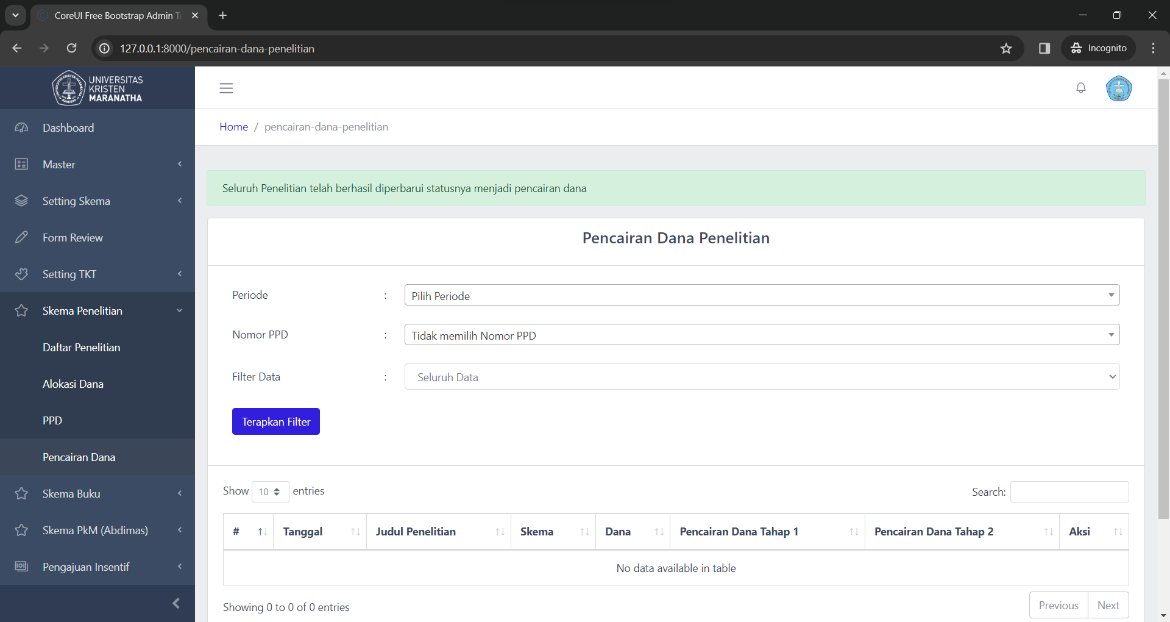 CoreUI Free Bootstrap Admin T
127.0.0.1:8000/pencairan-dana-penelitian
Incognito
UNIVERSITAS
KRISTEN
MARANATHA
Dashboard
Master
Setting Skema
Form Review
Setting TKT
Skema Penelitian
Daftar Penelitian
Alokasi Dana
PPD
Pencairan Dana
Skema Buku
Skema PkM (Abdimas)
Pengajuan Insentif
Home / pencairan-dana-penelitian
Seluruh Penelitian telah berhasil diperbarui statusnya menjadi pencairan dana
Pencairan Dana Penelitian
Periode : Pilih Periode
Nomor PPD : Tidak memilih Nomor PPD
Filter Data : Seluruh Data
Terapkan Filter
Show 10 entries Search:
# Tanggal Judul Penelitian Skema Dana Pencairan Dana Tahap 1 Pencairan Dana Tahap 2 Aksi
No data available in table
Showing 0 to 0 of 0 entries Previous Next